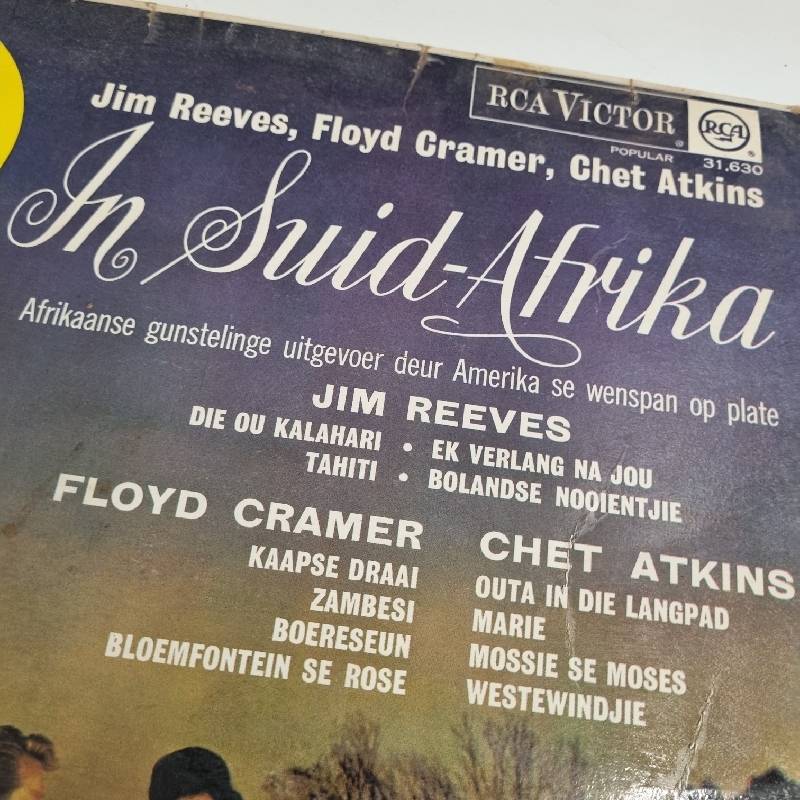 RCA VICTOR
RCA
POPULAR 31.630
Jim Reeves, Floyd Cramer, Chet Atkins
In Suid-Afrika
Afrikaanse gunstelinge uitgevoer deur Amerika se wenspan op plate
JIM REEVES
DIE OU KALAHARI • EK VERLANG NA JOU
TAHITI • BOLANDSE NOOIENTJIE
FLOYD CRAMER
KAAPSE DRAAI
ZAMBESI
BOERESEUN
BLOEMFONTEIN SE ROSE
CHET ATKINS
OUTA IN DIE LANGPAD
MARIE
MOSSIE SE MOSES
WESTEWINDJIE